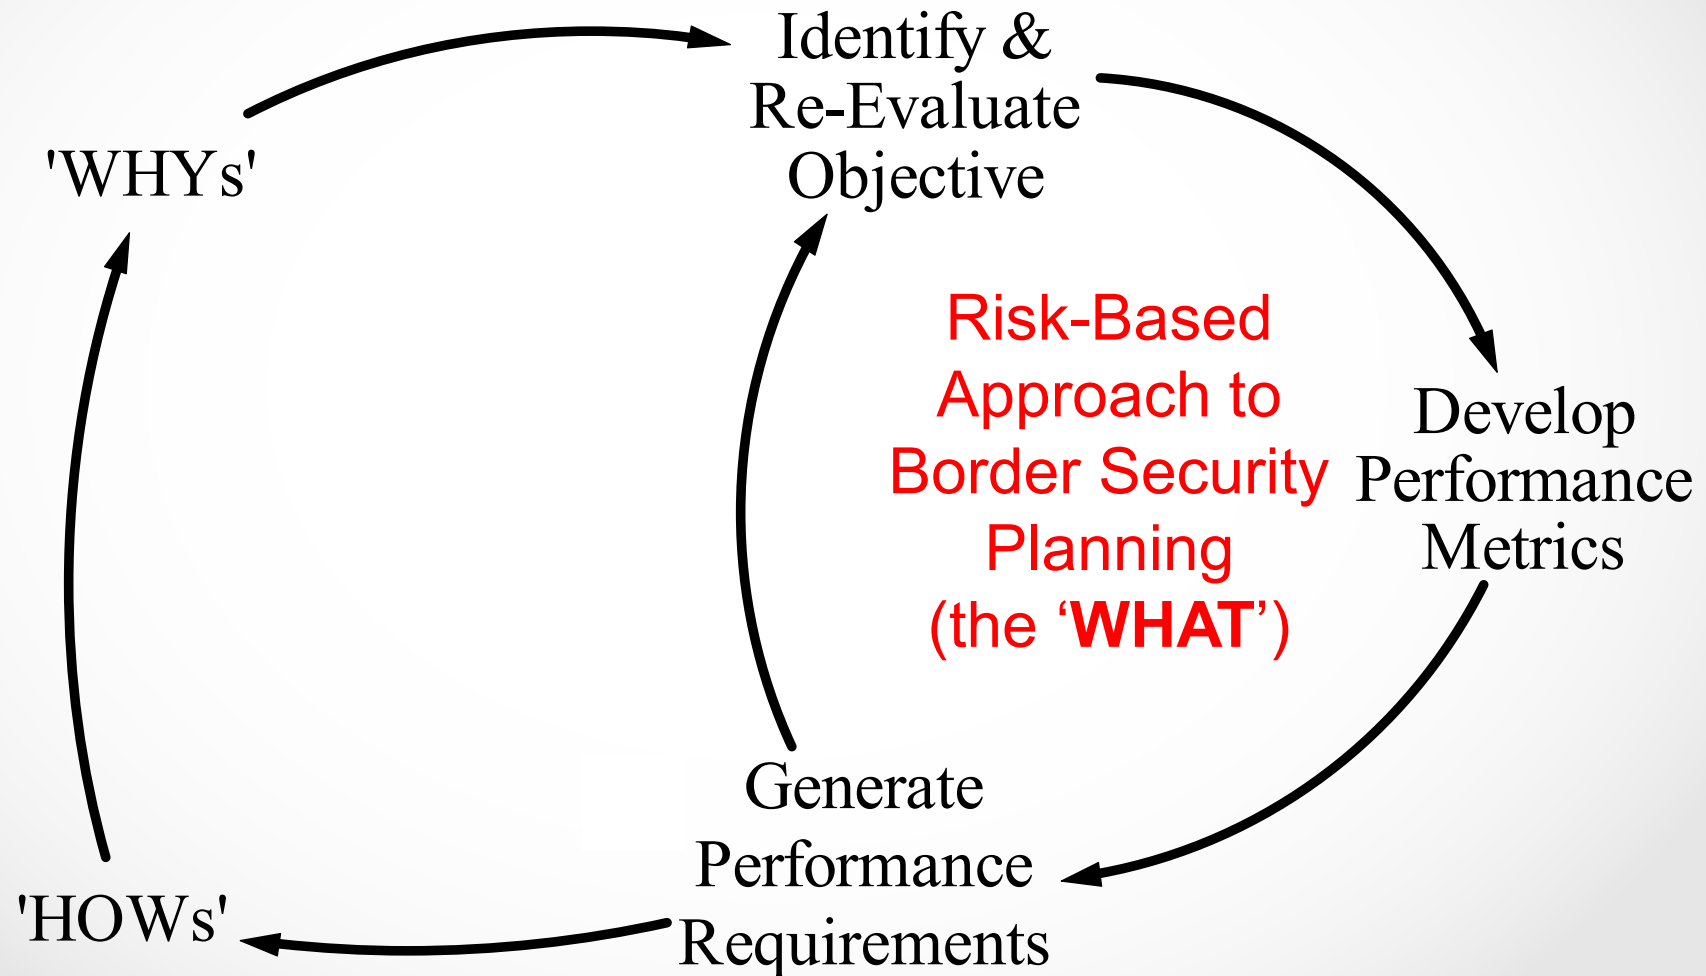 Identify &
Re-Evaluate
Objective
'WHYs'
Risk-Based
Approach to
Border Security
Planning
(the ‘WHAT’)
Develop
Performance
Metrics
Generate
Performance
Requirements
'HOWs'